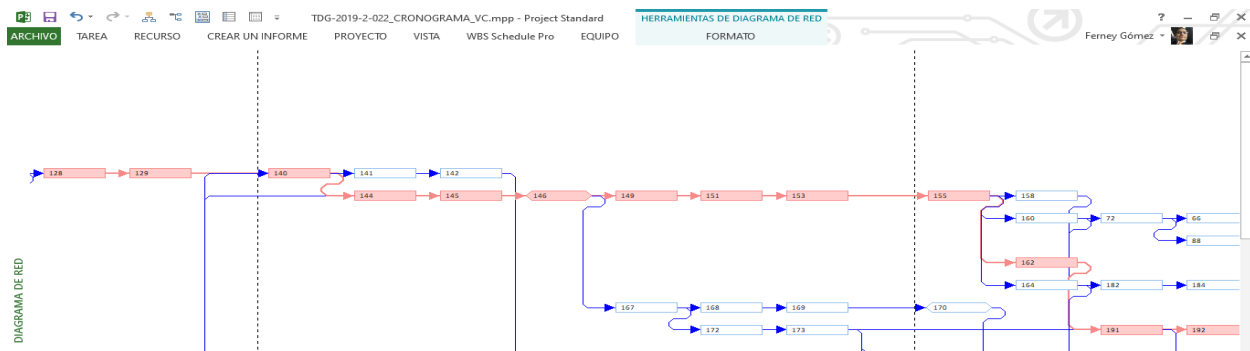 TDG-2019-2-022_CRONOGRAMA_VC.mpp - Project Standard
HERRAMIENTAS DE DIAGRAMA DE RED
?
ARCHIVO TAREA RECURSO CREAR UN INFORME PROYECTO VISTA WBS Schedule Pro EQUIPO FORMATO Ferney Gómez
128 129 140 141 142
144 145 146 149 151 153 155 158
160 72 66
88
162
164 182 184
167 168 169 170
172 173 191 192
DIAGRAMA DE RED